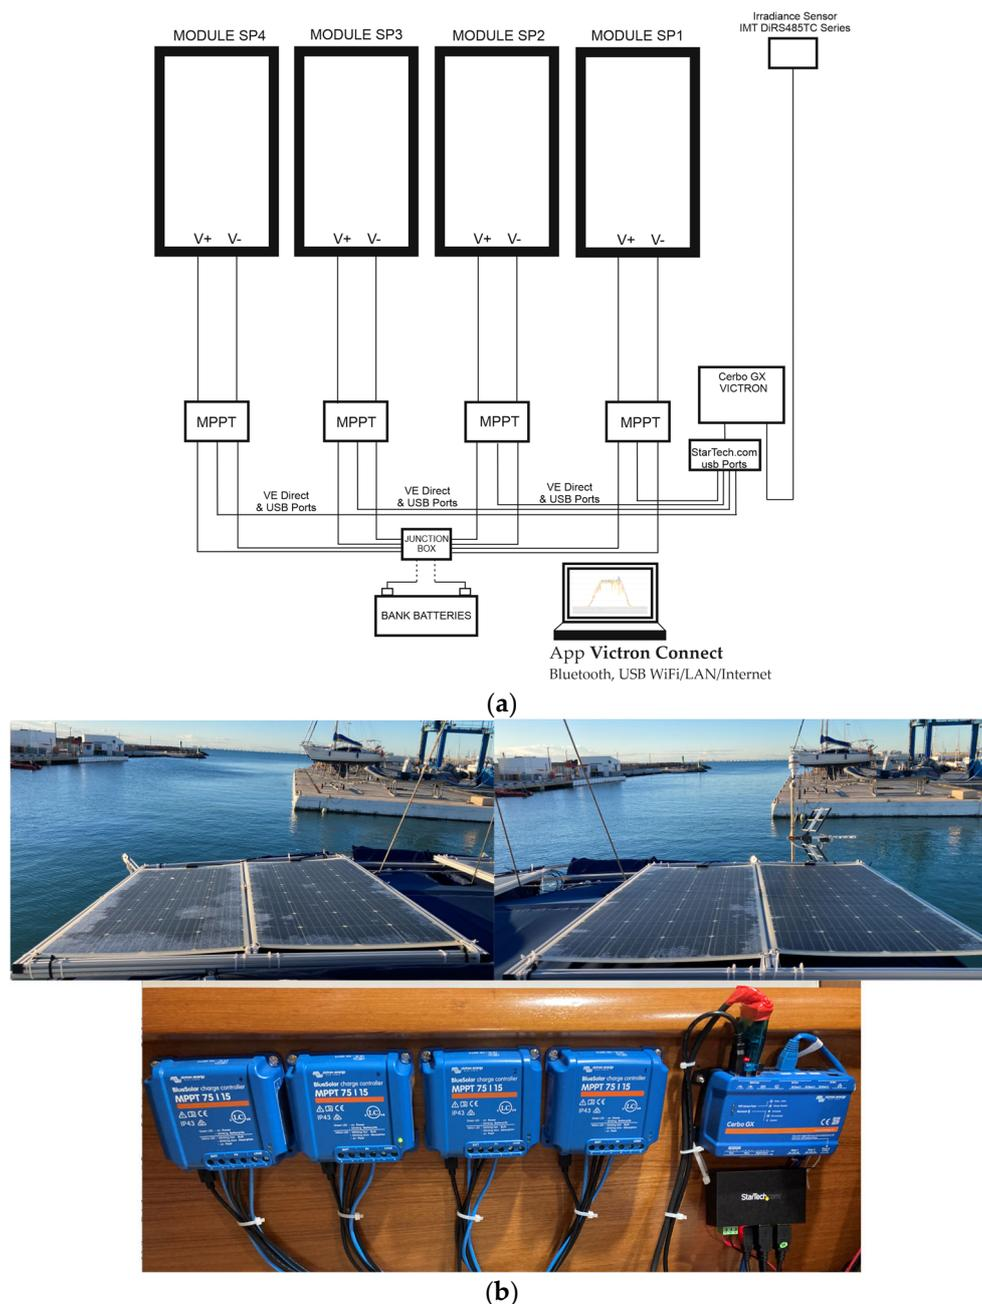 Irradiance Sensor
IMT DiRS485TC Series
MODULE SP4
MODULE SP3
MODULE SP2
MODULE SP1
V+ V-
V+ V-
V+ V-
V+ V-
Cerbo GX
VICTRON
MPPT
MPPT
MPPT
MPPT
StarTech.com
usb Ports
VE Direct
& USB Ports
VE Direct
& USB Ports
VE Direct
& USB Ports
JUNCTION
BOX
BANK BATTERIES
App Victron Connect
Bluetooth, USB WiFi/LAN/Internet
(a)
BlueSolar charge controller
MPPT 75 | 15
IP43
BlueSolar charge controller
MPPT 75 | 15
IP43
BlueSolar charge controller
MPPT 75 | 15
IP43
BlueSolar charge controller
MPPT 75 | 15
IP43
Cerbo GX
StarTech.com
(b)